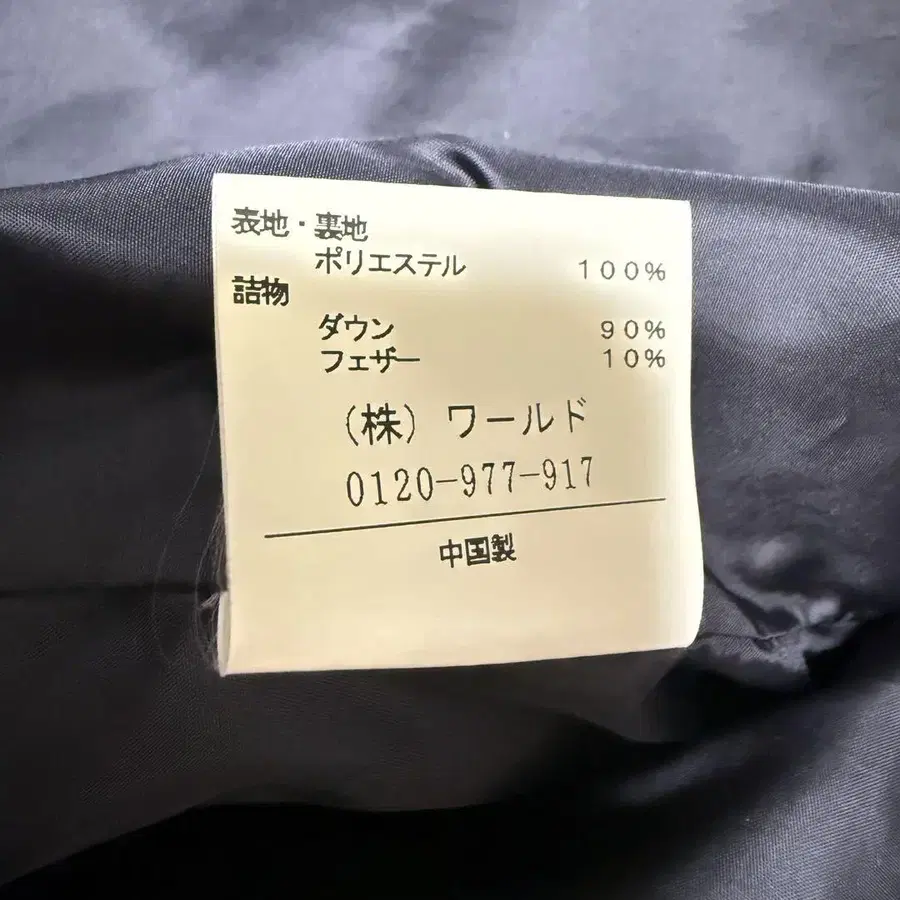 表地・裏地
ポリエステル 100%
詰物
ダウン 90%
フェザー 10%
(株) ワールド
0120-977-917
中国製